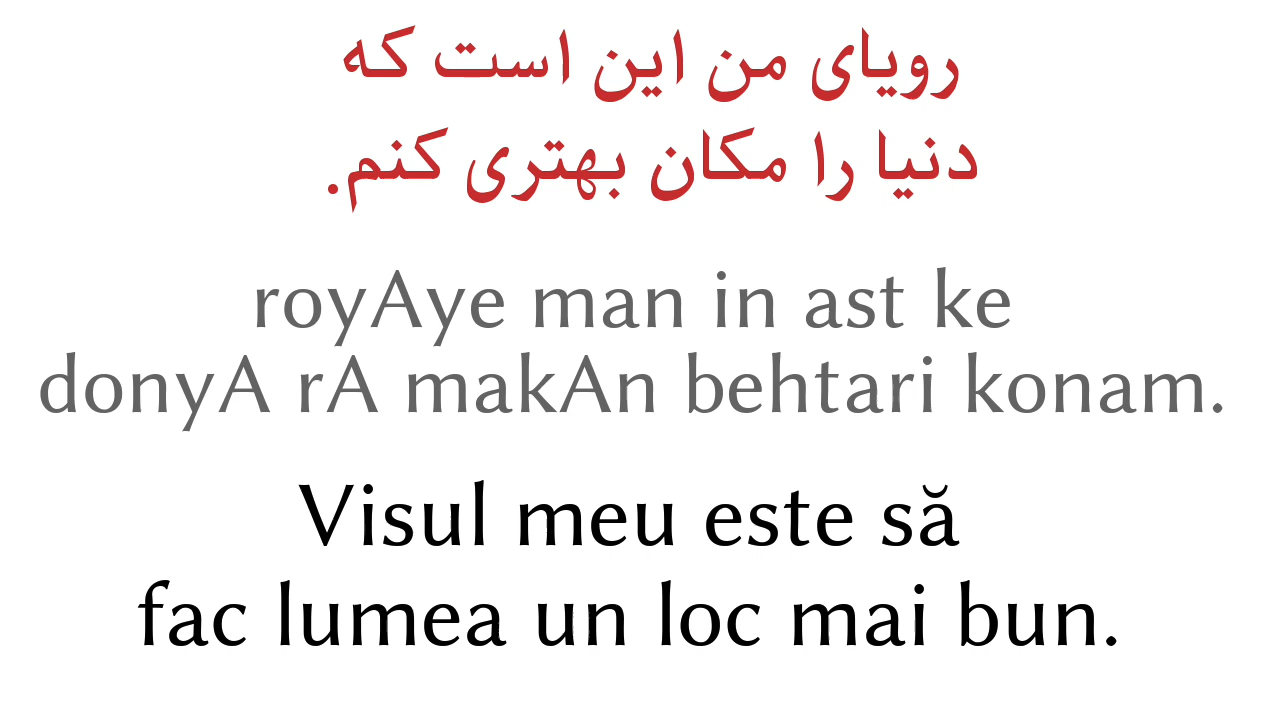 رویای من این است که
دنیا را مکان بهتری کنم.
royAye man in ast ke
donyA rA makAn behtari konam.
Visul meu este să
fac lumea un loc mai bun.